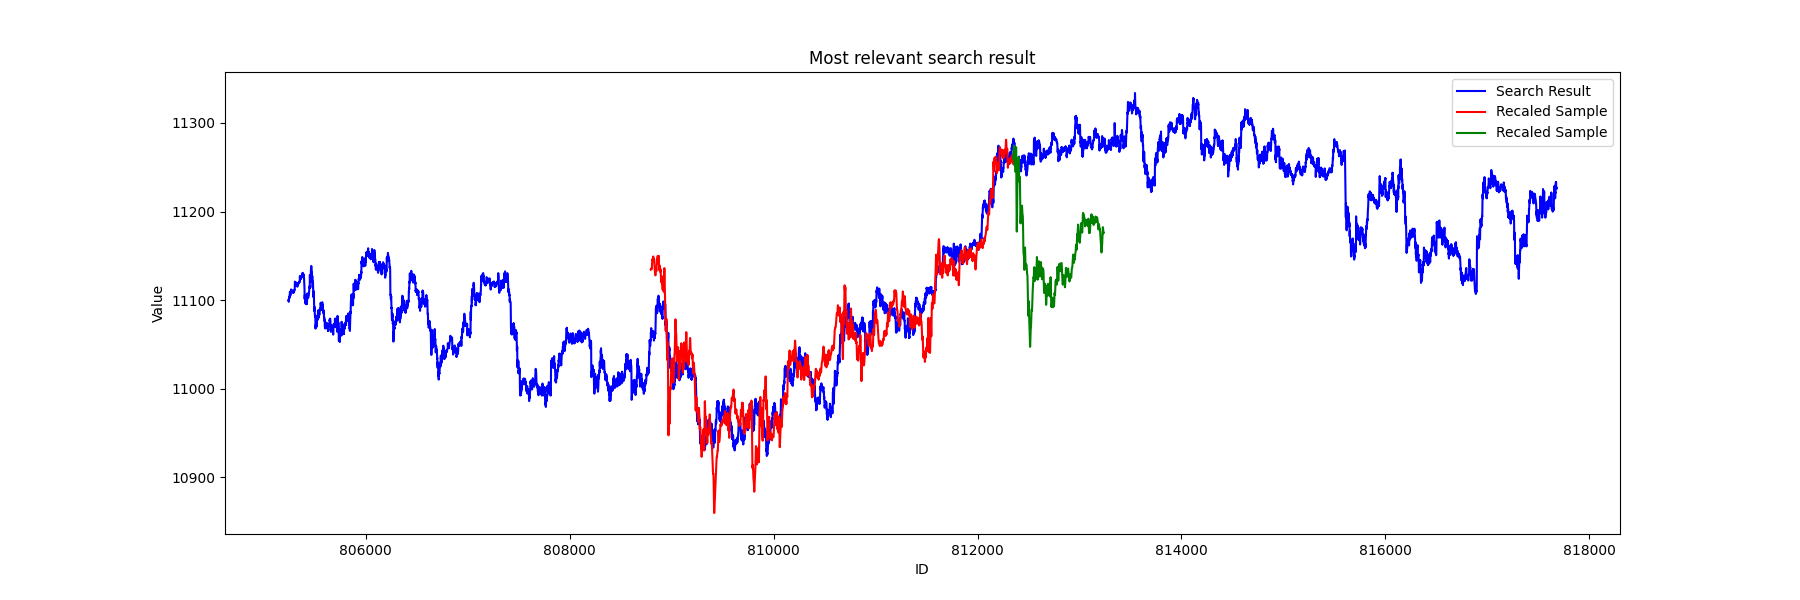 Most relevant search result
Search Result
Recaled Sample
Recaled Sample
Value
11300
11200
11100
11000
10900
806000
808000
810000
812000
814000
816000
818000
ID